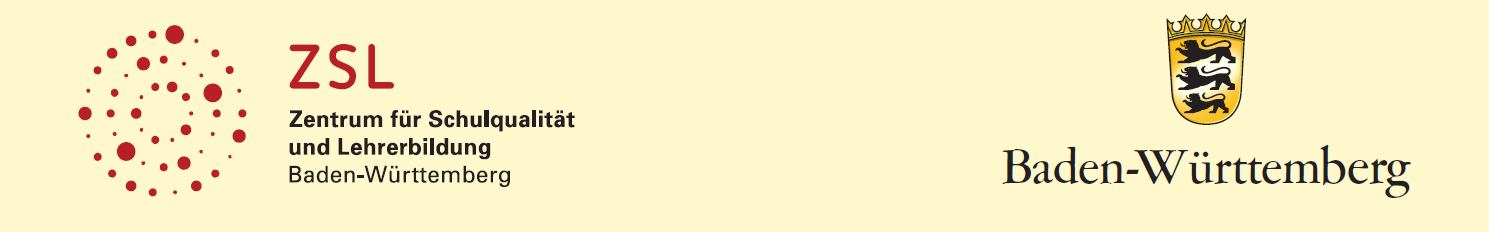 ZSL
Zentrum für Schulqualität
und Lehrerbildung
Baden-Württemberg
Baden-Württemberg